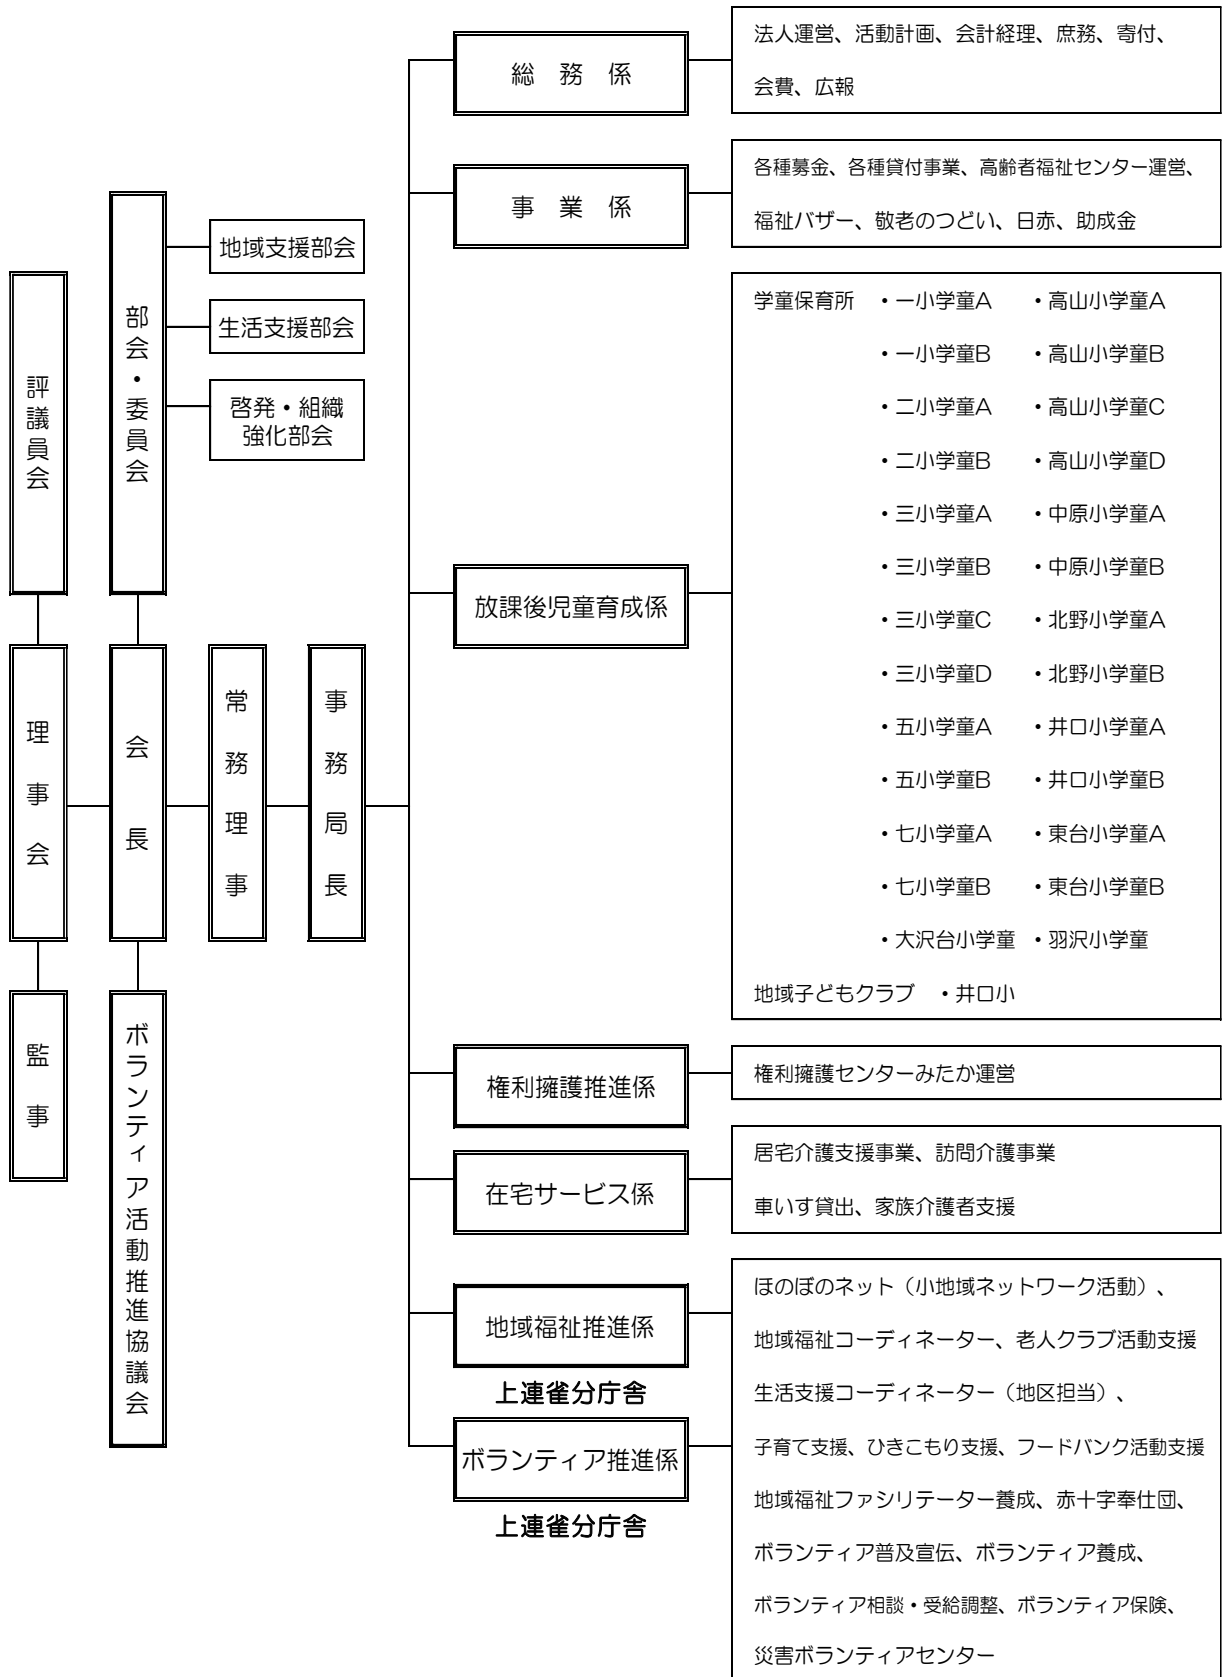 評議員会
理事会
監事
部会・委員会
地域支援部会
生活支援部会
啓発・組織
強化部会
会長
ボランティア活動推進協議会
常務理事
事務局長
総務係
法人運営、活動計画、会計経理、庶務、寄付、
会費、広報
事業係
各種募金、各種貸付事業、高齢者福祉センター運営、
福祉バザー、敬老のつどい、日赤、助成金
放課後児童育成係
学童保育所 ・一小学童A ・高山小学童A
・一小学童B ・高山小学童B
・二小学童A ・高山小学童C
・二小学童B ・高山小学童D
・三小学童A ・中原小学童A
・三小学童B ・中原小学童B
・三小学童C ・北野小学童A
・三小学童D ・北野小学童B
・五小学童A ・井口小学童A
・五小学童B ・井口小学童B
・七小学童A ・東台小学童A
・七小学童B ・東台小学童B
・大沢台小学童 ・羽沢小学童
地域子どもクラブ ・井口小
権利擁護推進係
権利擁護センターみたか運営
在宅サービス係
居宅介護支援事業、訪問介護事業
車いす貸出、家族介護者支援
地域福祉推進係
上連雀分庁舎
ボランティア推進係
上連雀分庁舎
ほのぼのネット（小地域ネットワーク活動）、
地域福祉コーディネーター、老人クラブ活動支援
生活支援コーディネーター（地区担当）、
子育て支援、ひきこもり支援、フードバンク活動支援
地域福祉ファシリテーター養成、赤十字奉仕団、
ボランティア普及宣伝、ボランティア養成、
ボランティア相談・受給調整、ボランティア保険、
災害ボランティアセンター